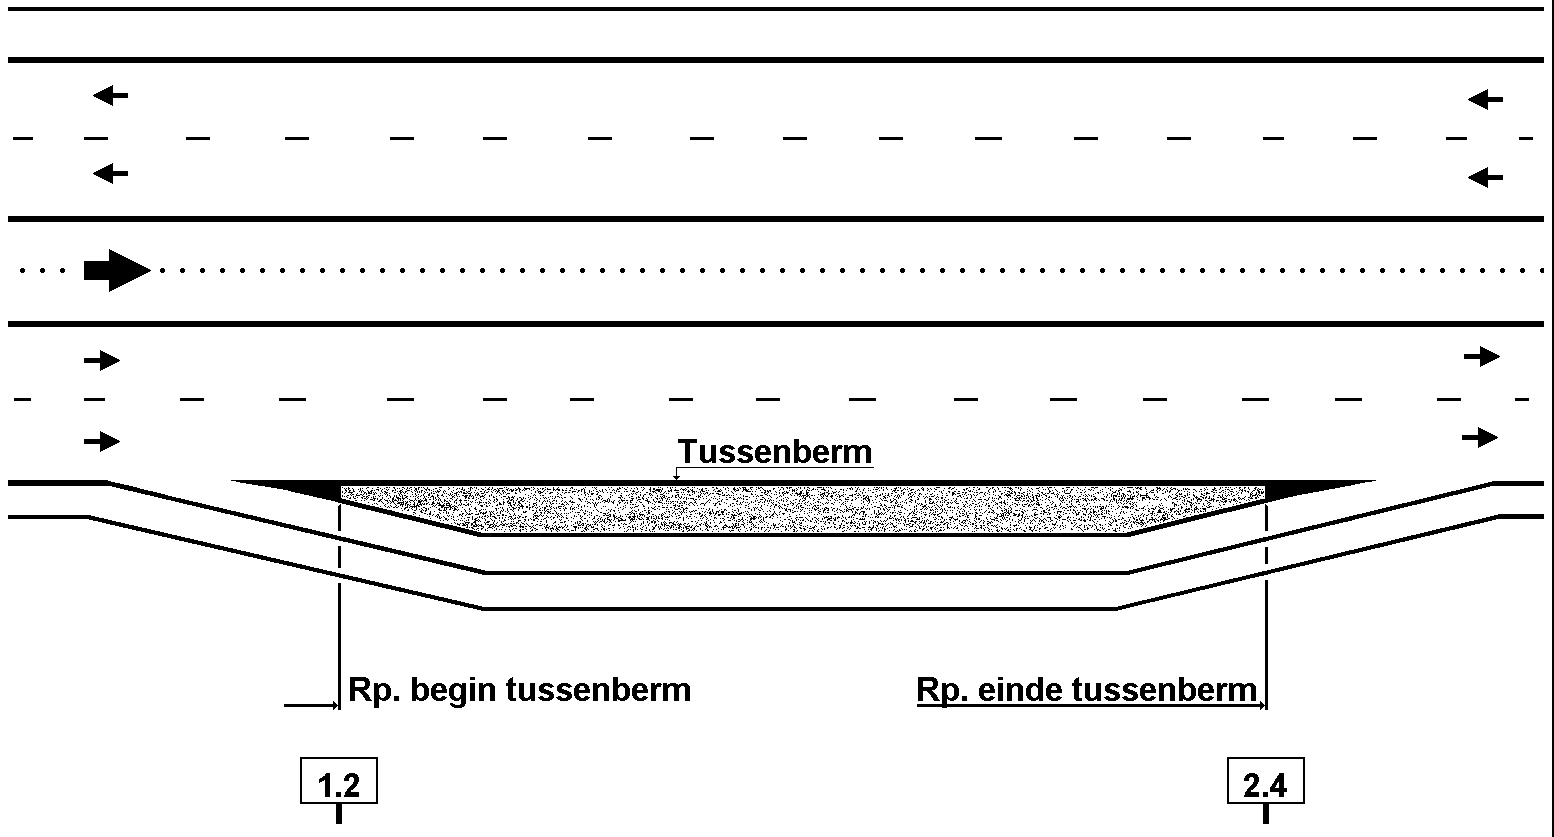 Tussenberm
Rp. begin tussenberm
Rp. einde tussenberm
1.2
2.4